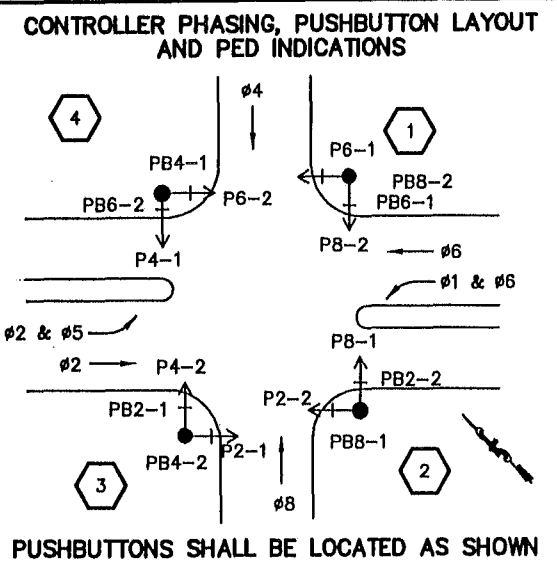 CONTROLLER PHASING, PUSHBUTTON LAYOUT
AND PED INDICATIONS
ø4
4
1
PB4-1
P6-1
PB6-2
P6-2
PB8-2
PB6-1
P4-1
P8-2
ø6
ø1 & ø6
ø2 & ø5
P8-1
ø2
P4-2
PB2-1
P2-2
PB2-2
PB4-2
P2-1
PB8-1
3
2
ø8
PUSHBUTTONS SHALL BE LOCATED AS SHOWN